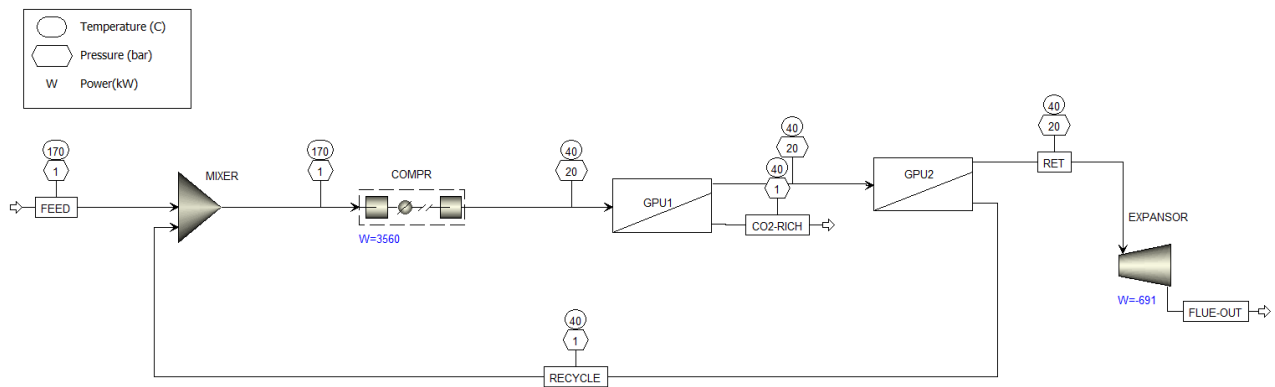 Temperature (C)
Pressure (bar)
W Power(kW)
170
1
FEED
MIXER
170
1
COMPR
W=3560
40
20
GPU1
40
20
40
1
CO2-RICH
GPU2
40
20
RET
EXPANSOR
W=-691
FLUE-OUT
40
1
RECYCLE